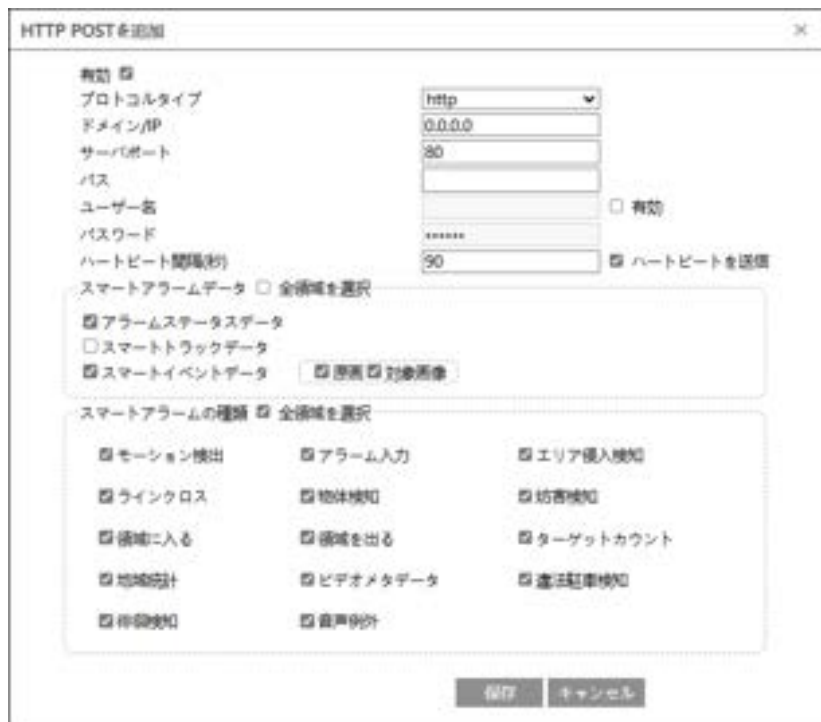 HTTP POSTを追加
有効
プロトコルタイプ http
ドメイン/IP 0.0.0.0
サーバポート 80
パス
ユーザー名 有効
パスワード ••••••
ハートビート間隔(秒) 90 ハートビートを送信
スマートアラームデータ 全領域を選択
アラームステータスデータ
スマートトラックデータ
スマートイベントデータ 原画 対象画像
スマートアラームの種類 全領域を選択
モーション検出 アラーム入力 エリア侵入検知
ラインクロス 物体検知 妨害検知
領域に入る 領域を出る ターゲットカウント
地域統計 ビデオメタデータ 違法駐車検知
徘徊検知 音声例外
保存 キャンセル